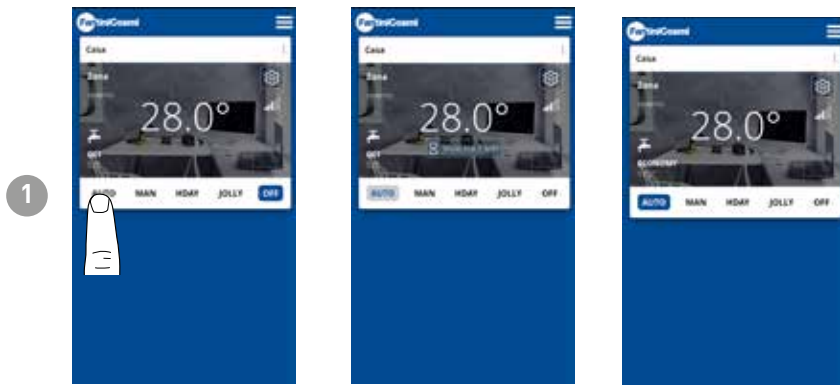 1
FantiniCosmi
Casa
Zona
28.0°
OFF
AUTO MAN HDAY JOLLY OFF
FantiniCosmi
Casa
Zona
28.0°
OFF
AUTO MAN HDAY JOLLY OFF
FantiniCosmi
Casa
Zona
28.0°
ECONOMY
AUTO MAN HDAY JOLLY OFF